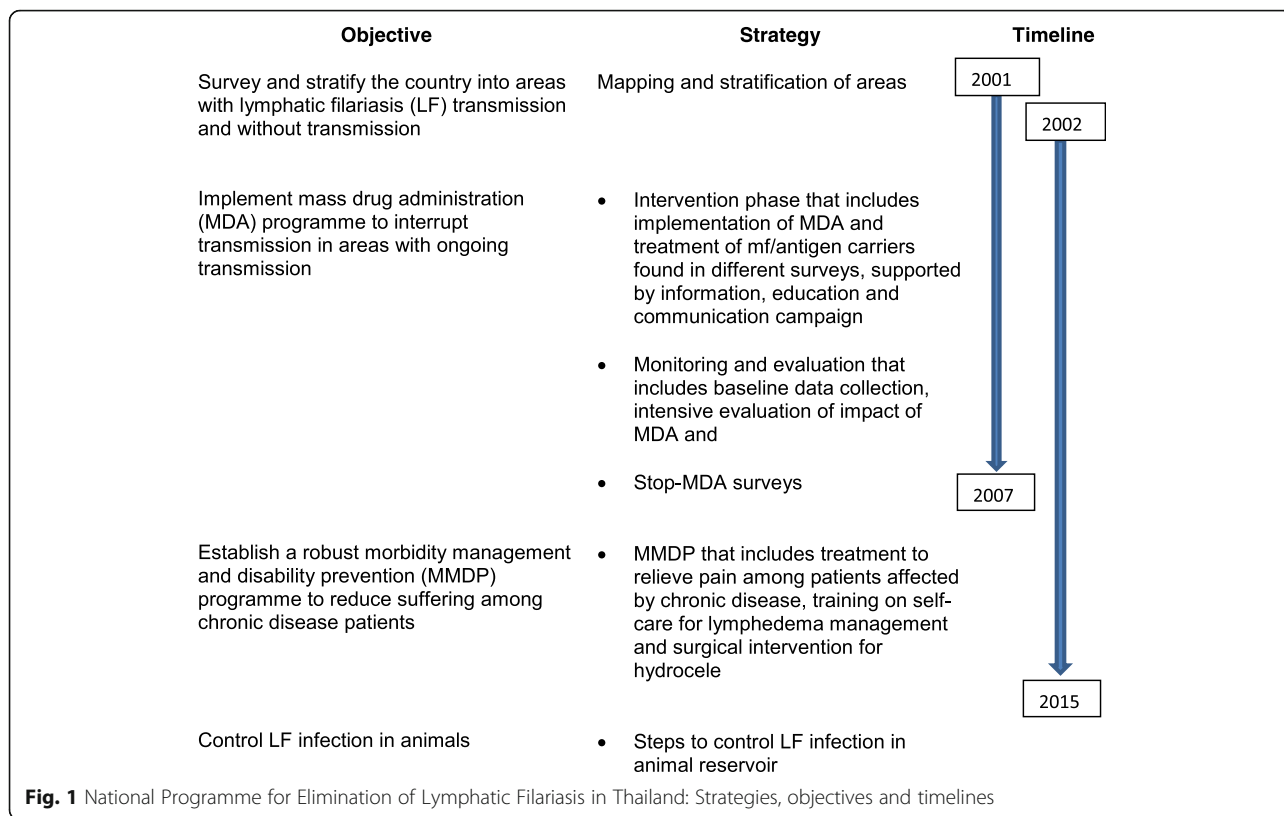 Objective Strategy Timeline
Survey and stratify the country into areas
with lymphatic filariasis (LF) transmission
and without transmission
Mapping and stratification of areas
2001
2002
Implement mass drug administration
(MDA) programme to interrupt
transmission in areas with ongoing
transmission
• Intervention phase that includes
implementation of MDA and
treatment of mf/antigen carriers
found in different surveys, supported
by information, education and
communication campaign
• Monitoring and evaluation that
includes baseline data collection,
intensive evaluation of impact of
MDA and
• Stop-MDA surveys
2007
Establish a robust morbidity management
and disability prevention (MMDP)
programme to reduce suffering among
chronic disease patients
• MMDP that includes treatment to
relieve pain among patients affected
by chronic disease, training on self-
care for lymphedema management
and surgical intervention for
hydrocele
2015
Control LF infection in animals
• Steps to control LF infection in
animal reservoir
Fig. 1 National Programme for Elimination of Lymphatic Filariasis in Thailand: Strategies, objectives and timelines